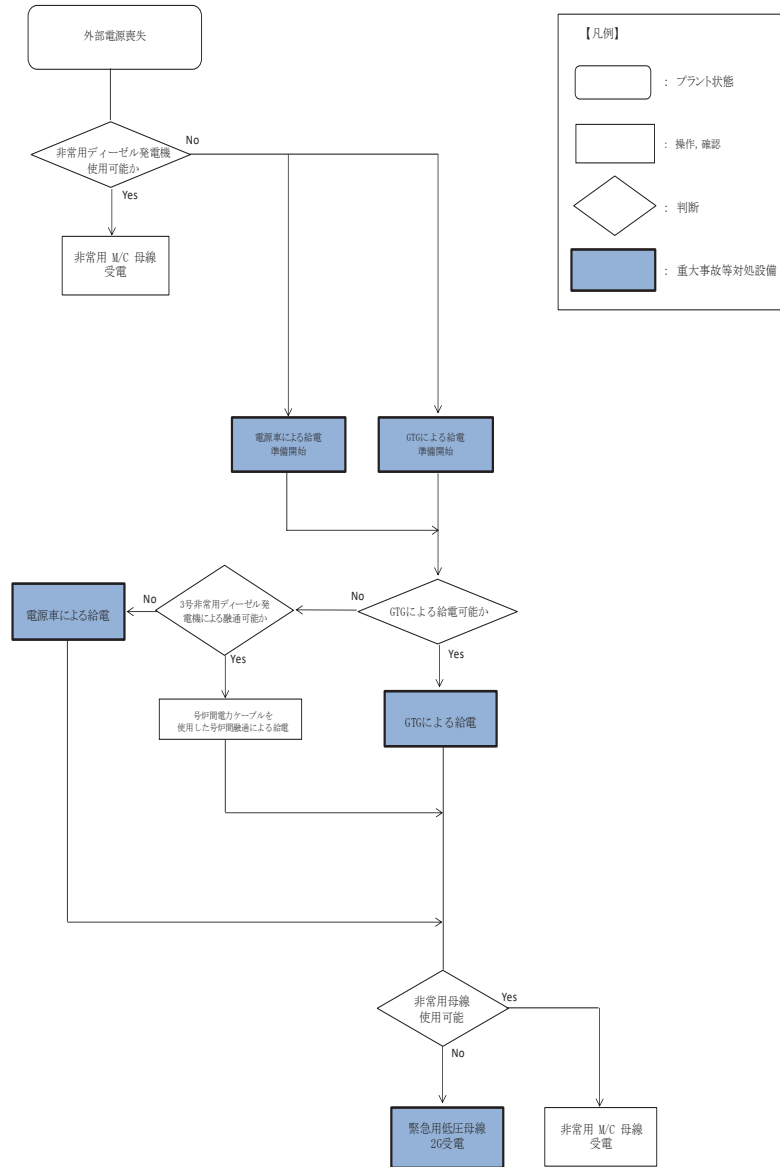 外部電源喪失
【凡例】
: プラント状態
: 操作, 確認
: 判断
: 重大事故等対処設備
非常用ディーゼル発電機
使用可能か
No
Yes
非常用 M/C 母線
受電
電源車による給電
準備開始
GTGによる給電
準備開始
GTGによる給電可能か
No
Yes
3号非常用ディーゼル発
電機による融通可能か
No
Yes
電源車による給電
号炉間電力ケーブルを
使用した号炉間融通による給電
GTGによる給電
非常用母線
使用可能
Yes
No
緊急用低圧母線
2G受電
非常用 M/C 母線
受電